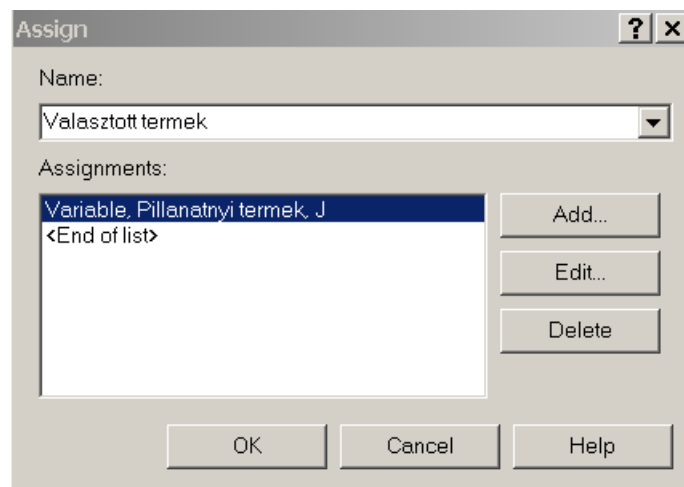 Assign
Name:
Valasztott termek
Assignments:
Variable, Pillanatnyi termek, J
<End of list>
Add...
Edit...
Delete
OK
Cancel
Help